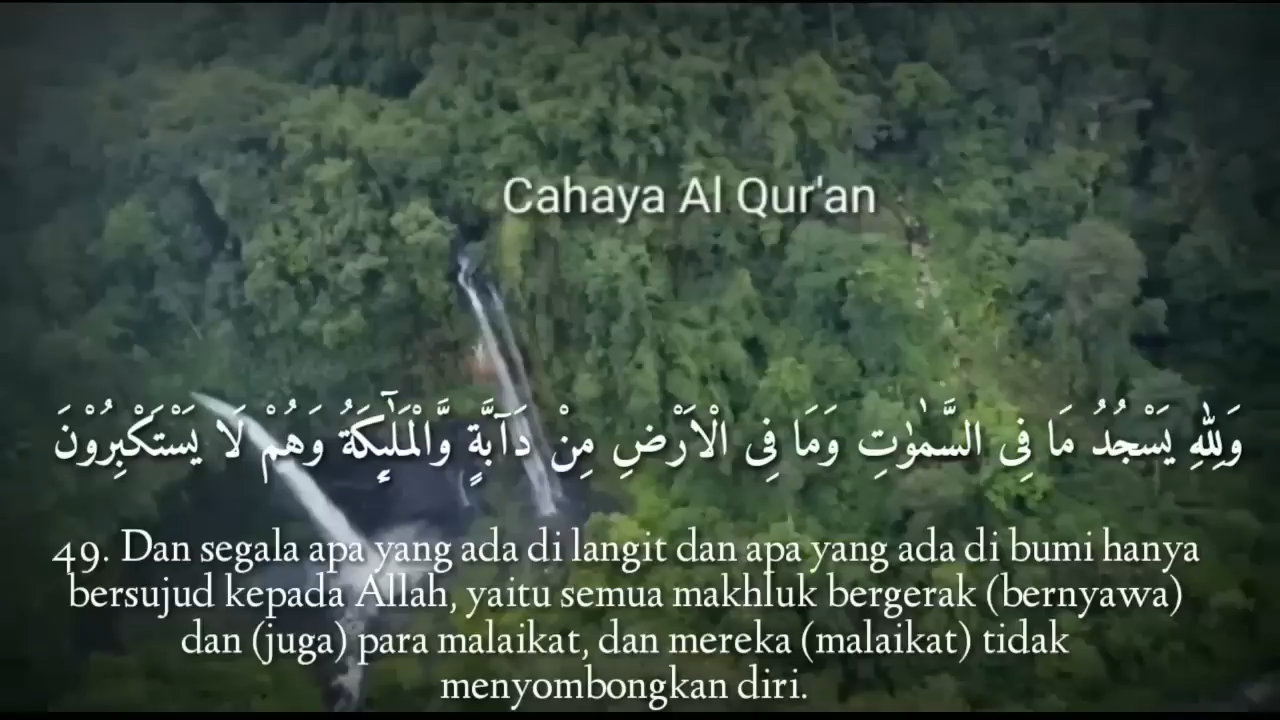 Cahaya Al Qur'an
وَلِلّٰهِ يَسْجُدُ مَا فِى السَّمٰوٰتِ وَمَا فِى الْاَرْضِ مِنْ دَاۤبَّةٍ وَّالْمَلٰۤىِٕكَةُ وَهُمْ لَا يَسْتَكْبِرُوْنَ
49. Dan segala apa yang ada di langit dan apa yang ada di bumi hanya
bersujud kepada Allah, yaitu semua makhluk bergerak (bernyawa)
dan (juga) para malaikat, dan mereka (malaikat) tidak
menyombongkan diri.